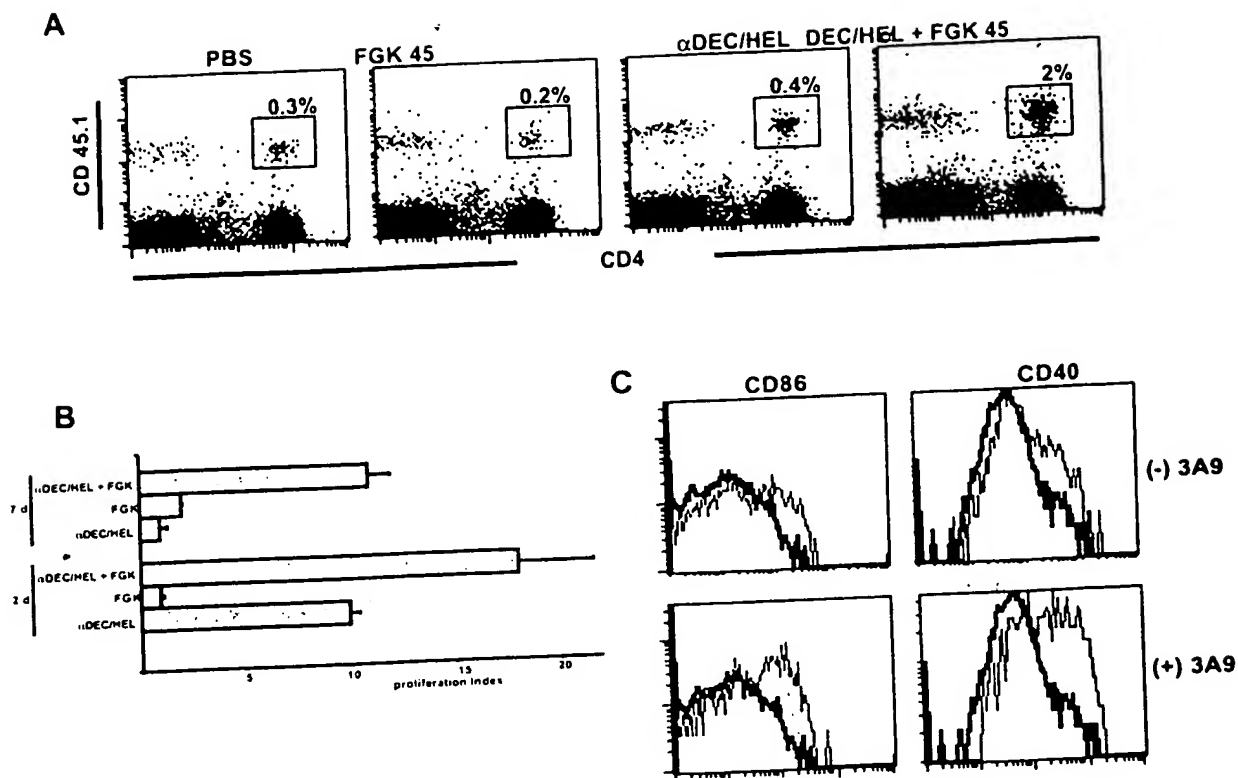 A
PBS
FGK 45
αDEC/HEL DEC/HEL + FGK 45
0.3%
0.2%
0.4%
2%
CD 45.1
CD4
B
αDEC/HEL + FGK
FGK
αDEC/HEL
7 d
αDEC/HEL + FGK
FGK
αDEC/HEL
2 d
5
10
15
20
proliferation Index
C
CD86
CD40
(-) 3A9
(+) 3A9